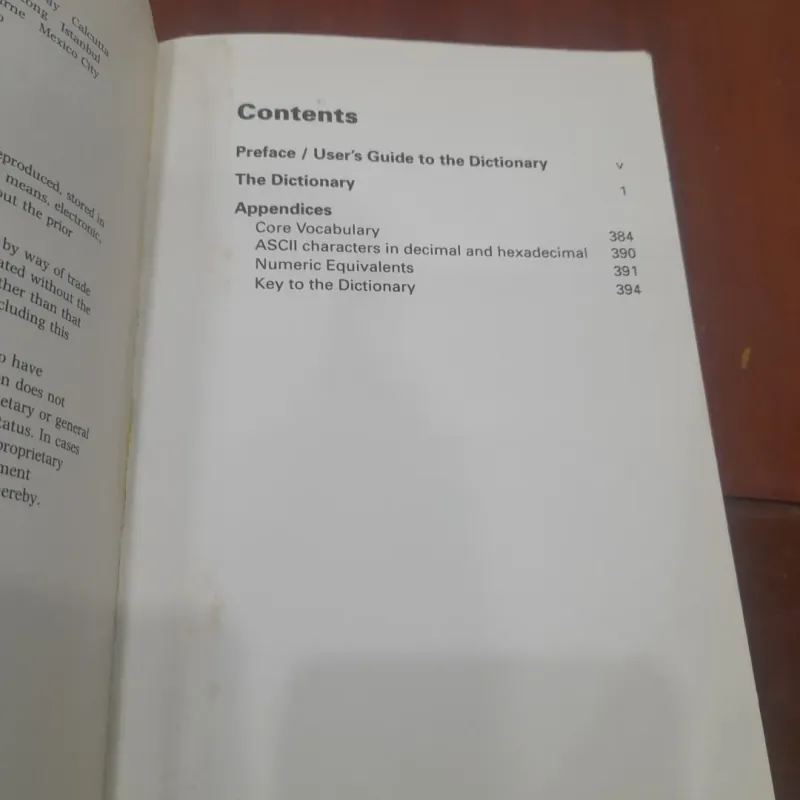 Calcutta
Istanbul
Mexico City
eproduced, stored in
means, electronic,
out the prior
by way of trade
ated without the
ther than that
cluding this
have
n does not
etary or general
tatus. In cases
proprietary
ment
ereby.
Contents
Preface / User's Guide to the Dictionary v
The Dictionary 1
Appendices
Core Vocabulary 384
ASCII characters in decimal and hexadecimal 390
Numeric Equivalents 391
Key to the Dictionary 394